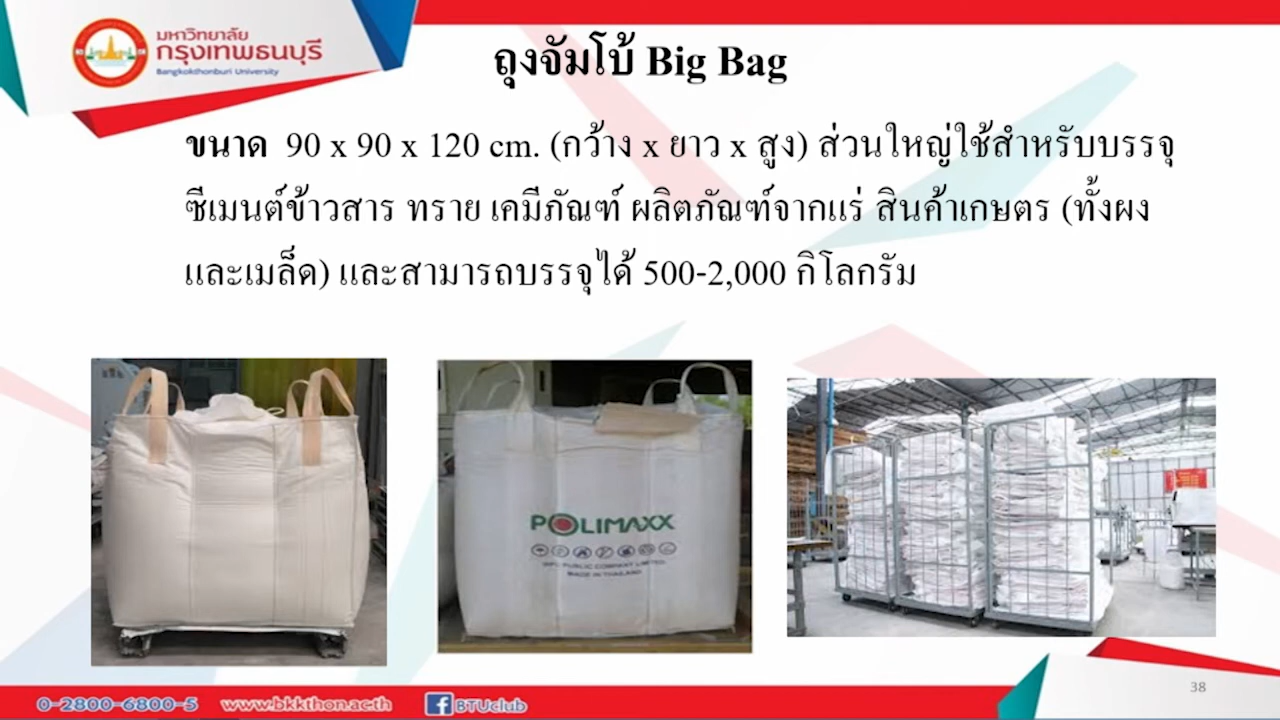 มหาวิทยาลัย
กรุงเทพธนบุรี
Bangkokthonburi University
ถุงจัมโบ้ Big Bag
ขนาด 90 x 90 x 120 cm. (กว้าง x ยาว x สูง) ส่วนใหญ่ใช้สำหรับบรรจุ
ซีเมนต์ข้าวสาร ทราย เคมีภัณฑ์ ผลิตภัณฑ์จากแร่ สินค้าเกษตร (ทั้งผง
และเมล็ด) และสามารถบรรจุได้ 500-2,000 กิโลกรัม
POLIMAXX
PUBLIC COMPANY LIMITED
MADE IN THAILAND
0-2800-6800-5 www.bkkthon.ac.th BTUclub
38